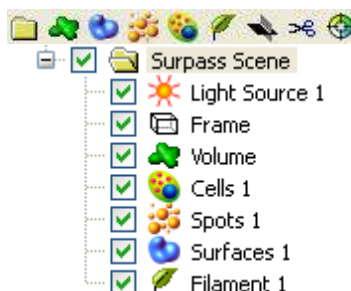 Surpass Scene
Light Source 1
Frame
Volume
Cells 1
Spots 1
Surfaces 1
Filament 1